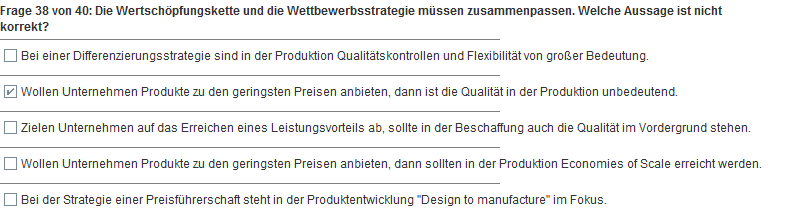 Frage 38 von 40: Die Wertschöpfungskette und die Wettbewerbsstrategie müssen zusammenpassen. Welche Aussage ist nicht
korrekt?
Bei einer Differenzierungsstrategie sind in der Produktion Qualitätskontrollen und Flexibilität von großer Bedeutung.
Wollen Unternehmen Produkte zu den geringsten Preisen anbieten, dann ist die Qualität in der Produktion unbedeutend.
Zielen Unternehmen auf das Erreichen eines Leistungsvorteils ab, sollte in der Beschaffung auch die Qualität im Vordergrund stehen.
Wollen Unternehmen Produkte zu den geringsten Preisen anbieten, dann sollten in der Produktion Economies of Scale erreicht werden.
Bei der Strategie einer Preisführerschaft steht in der Produktentwicklung "Design to manufacture" im Fokus.